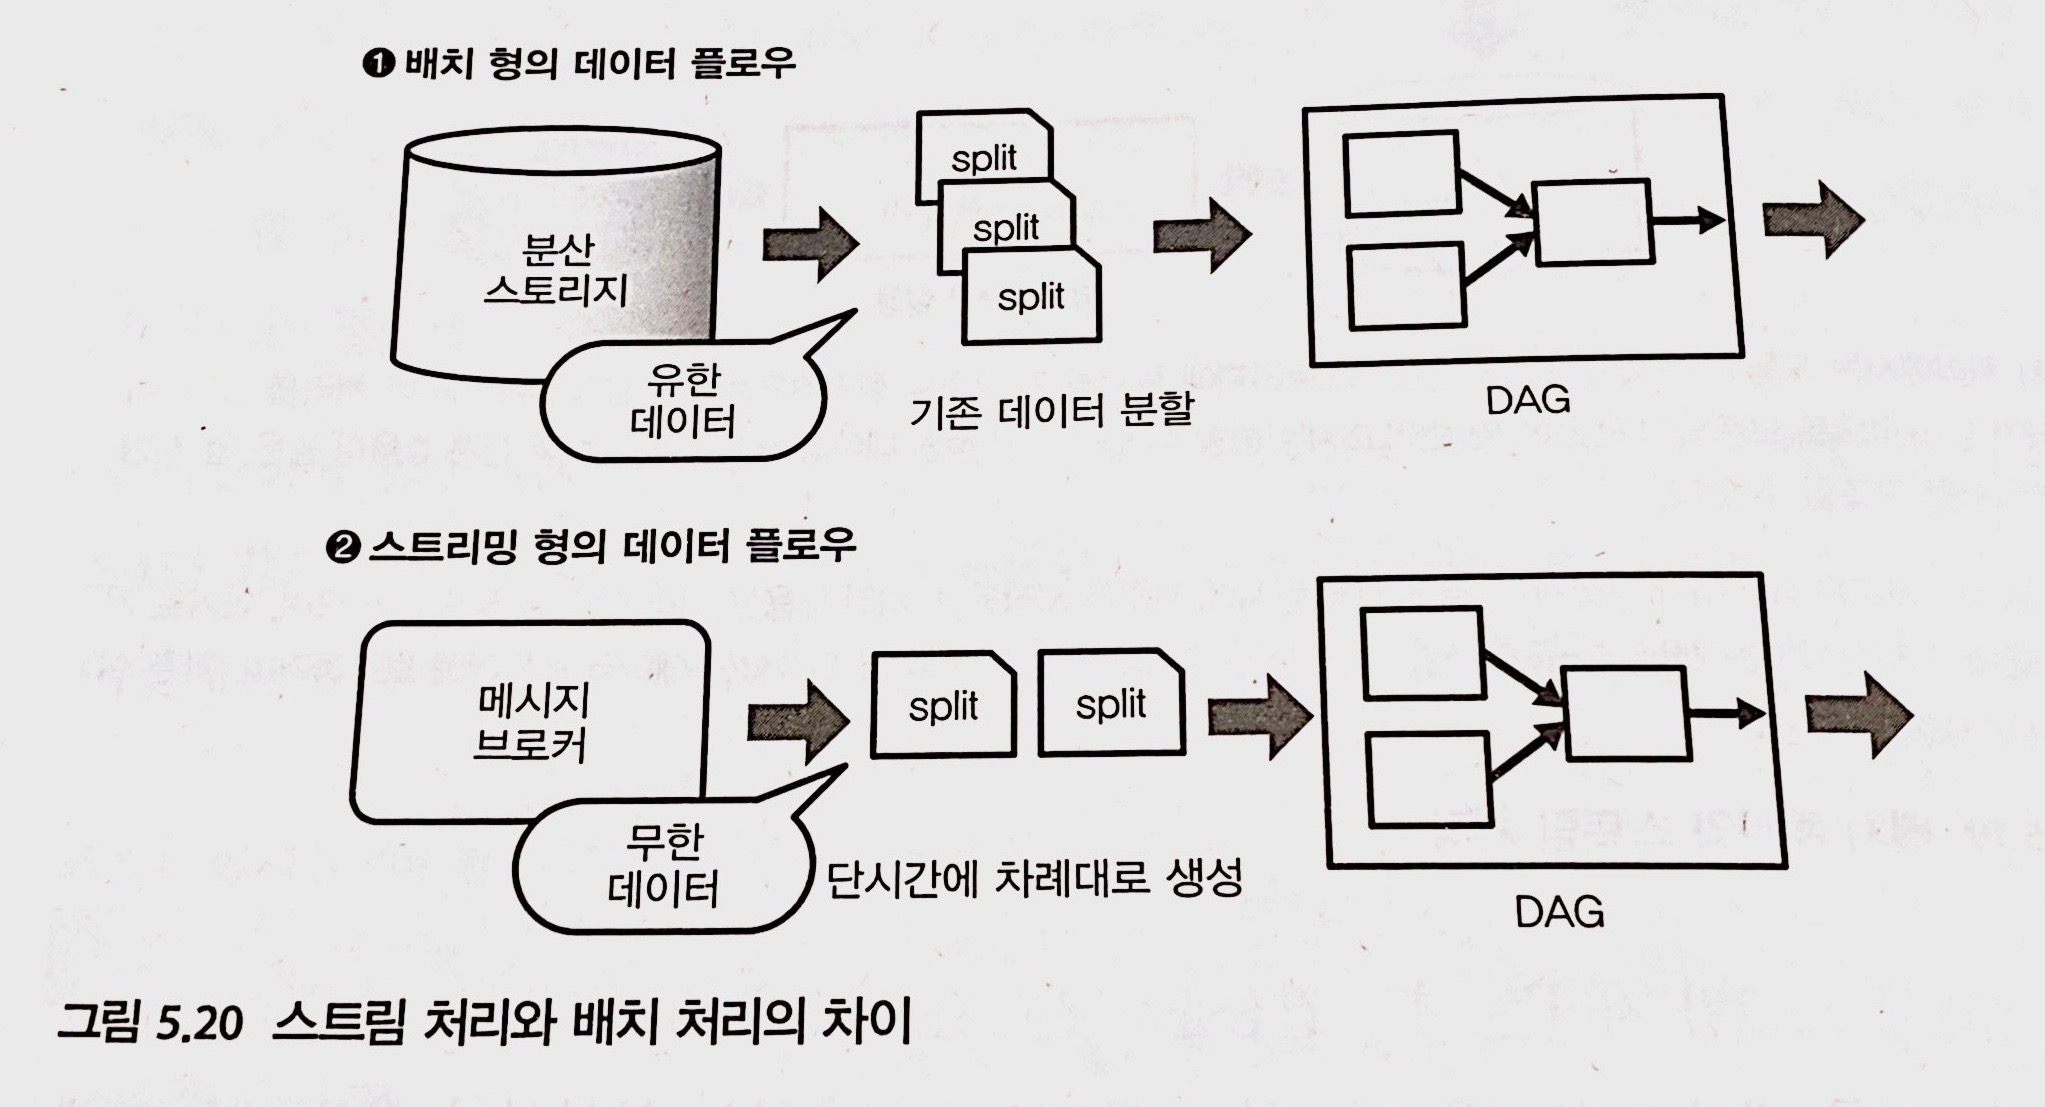 ❶ 배치 형의 데이터 플로우
분산
스토리지
유한
데이터
split
split
split
기존 데이터 분할
DAG
❷ 스트리밍 형의 데이터 플로우
메시지
브로커
무한
데이터
split
split
단시간에 차례대로 생성
DAG
그림 5.20 스트림 처리와 배치 처리의 차이